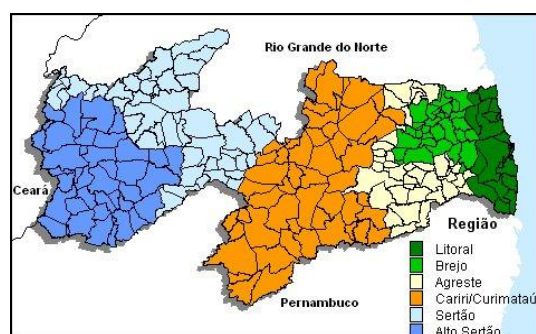 Rio Grande do Norte
Ceará
Pernambuco
Região
Litoral
Brejo
Agreste
Cariri/Curimataú
Sertão
Alto Sertão